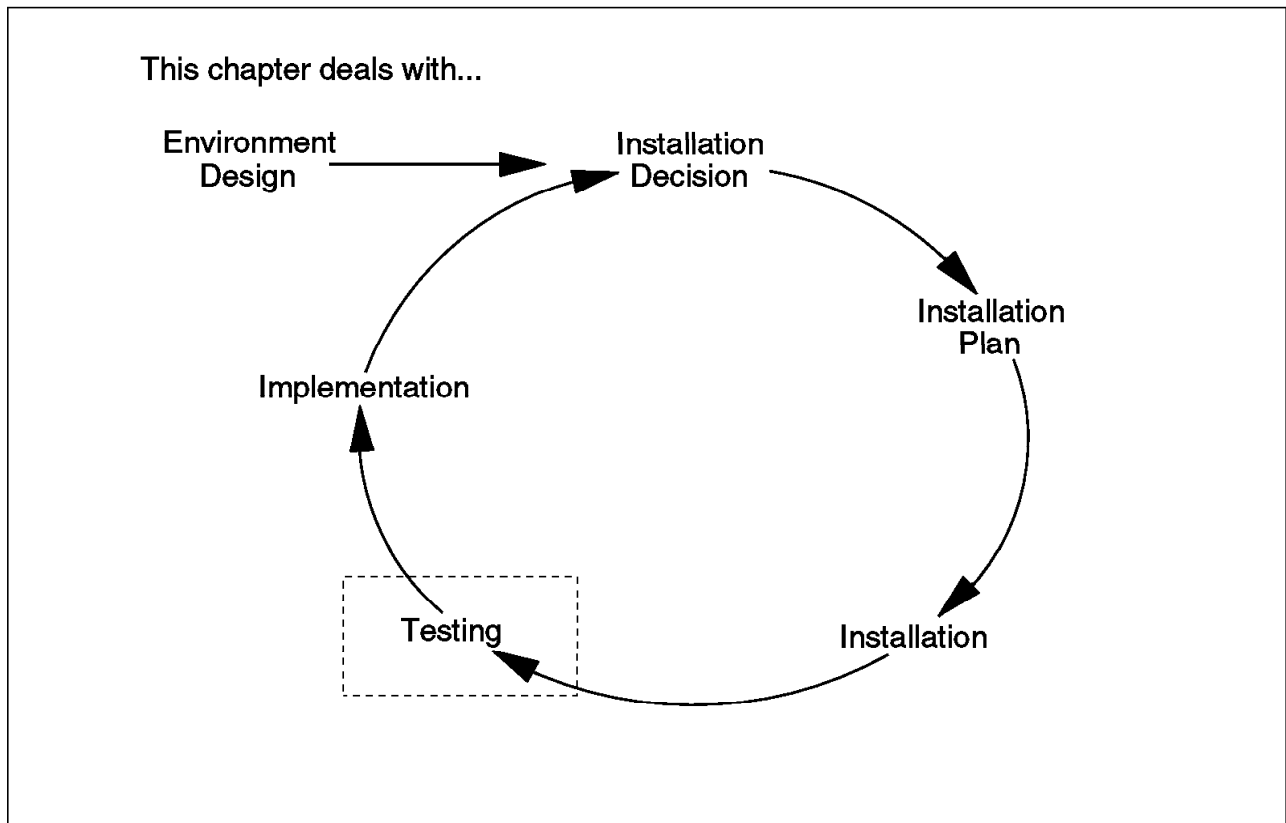 This chapter deals with...
Environment
Design
Installation
Decision
Installation
Plan
Implementation
Testing
Installation